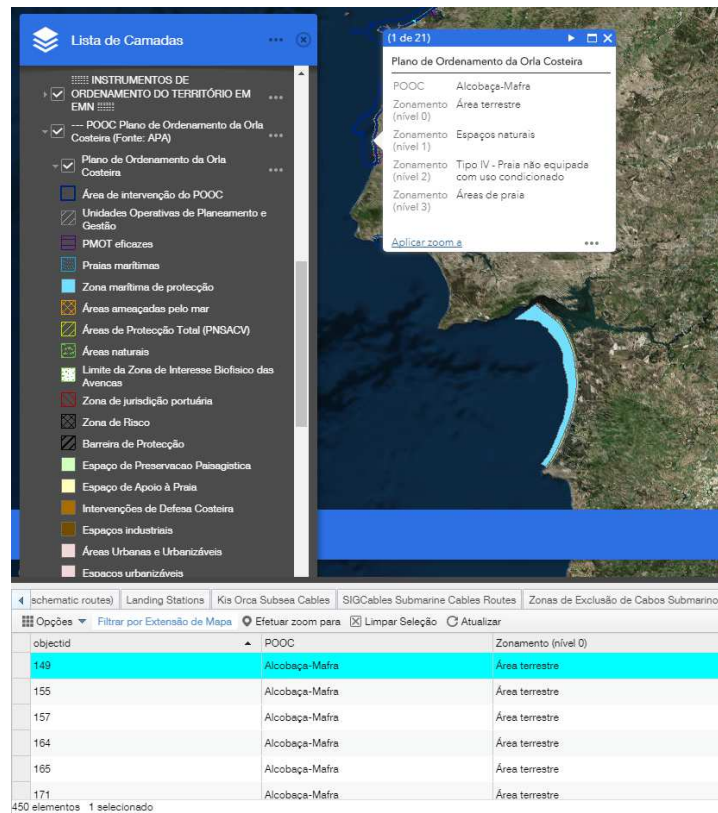 Lista de Camadas
:::::: INSTRUMENTOS DE
ORDENAMENTO DO TERRITÓRIO EM
EMN ::::::
--- POOC Plano de Ordenamento da Orla
Costeira (Fonte: APA)
Plano de Ordenamento da Orla
Costeira
Área de intervenção do POOC
Unidades Operativas de Planeamento e
Gestão
PMOT eficazes
Praias marítimas
Zona marítima de protecção
Áreas ameaçadas pelo mar
Áreas de Protecção Total (PNSACV)
Áreas naturais
Limite da Zona de Interesse Biofisico das
Avencas
Zona de jurisdição portuária
Zona de Risco
Barreira de Protecção
Espaço de Preservacao Paisagistica
Espaço de Apoio à Praia
Intervenções de Defesa Costeira
Espaços industriais
Áreas Urbanas e Urbanizáveis
Espaços urbanizáveis
(1 de 21)
Plano de Ordenamento da Orla Costeira
POOC Alcobaça-Mafra
Zonamento Área terrestre
(nível 0)
Zonamento Espaços naturais
(nível 1)
Zonamento Tipo IV - Praia não equipada
(nível 2) com uso condicionado
Zonamento Áreas de praia
(nível 3)
Aplicar zoom a
schematic routes) Landing Stations Kis Orca Subsea Cables SIGCables Submarine Cables Routes Zonas de Exclusão de Cabos Submarino
Opções Filtrar por Extensão de Mapa Efetuar zoom para Limpar Seleção Atualizar
objectid POOC Zonamento (nível 0)
149 Alcobaça-Mafra Área terrestre
155 Alcobaça-Mafra Área terrestre
157 Alcobaça-Mafra Área terrestre
164 Alcobaça-Mafra Área terrestre
165 Alcobaça-Mafra Área terrestre
171 Alcobaça-Mafra Área terrestre
450 elementos 1 selecionado